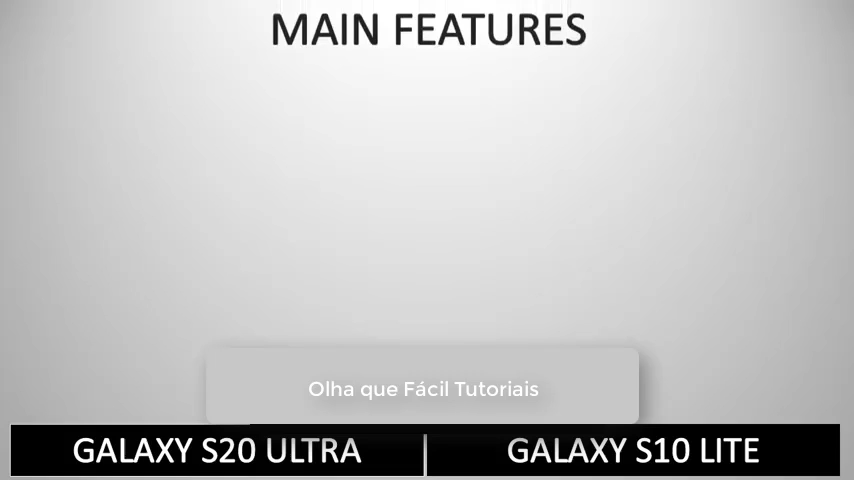 MAIN FEATURES
Olha que Fácil Tutoriais
GALAXY S20 ULTRA
GALAXY S10 LITE